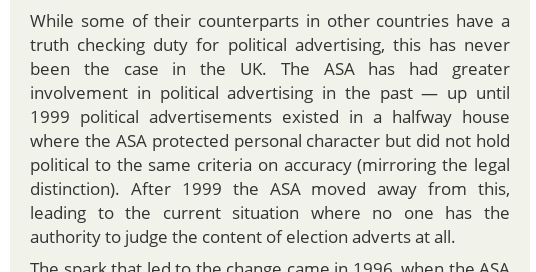 While some of their counterparts in other countries have a
truth checking duty for political advertising, this has never
been the case in the UK. The ASA has had greater
involvement in political advertising in the past — up until
1999 political advertisements existed in a halfway house
where the ASA protected personal character but did not hold
political to the same criteria on accuracy (mirroring the legal
distinction). After 1999 the ASA moved away from this,
leading to the current situation where no one has the
authority to judge the content of election adverts at all.
The spark that led to the change came in 1996, when the ASA